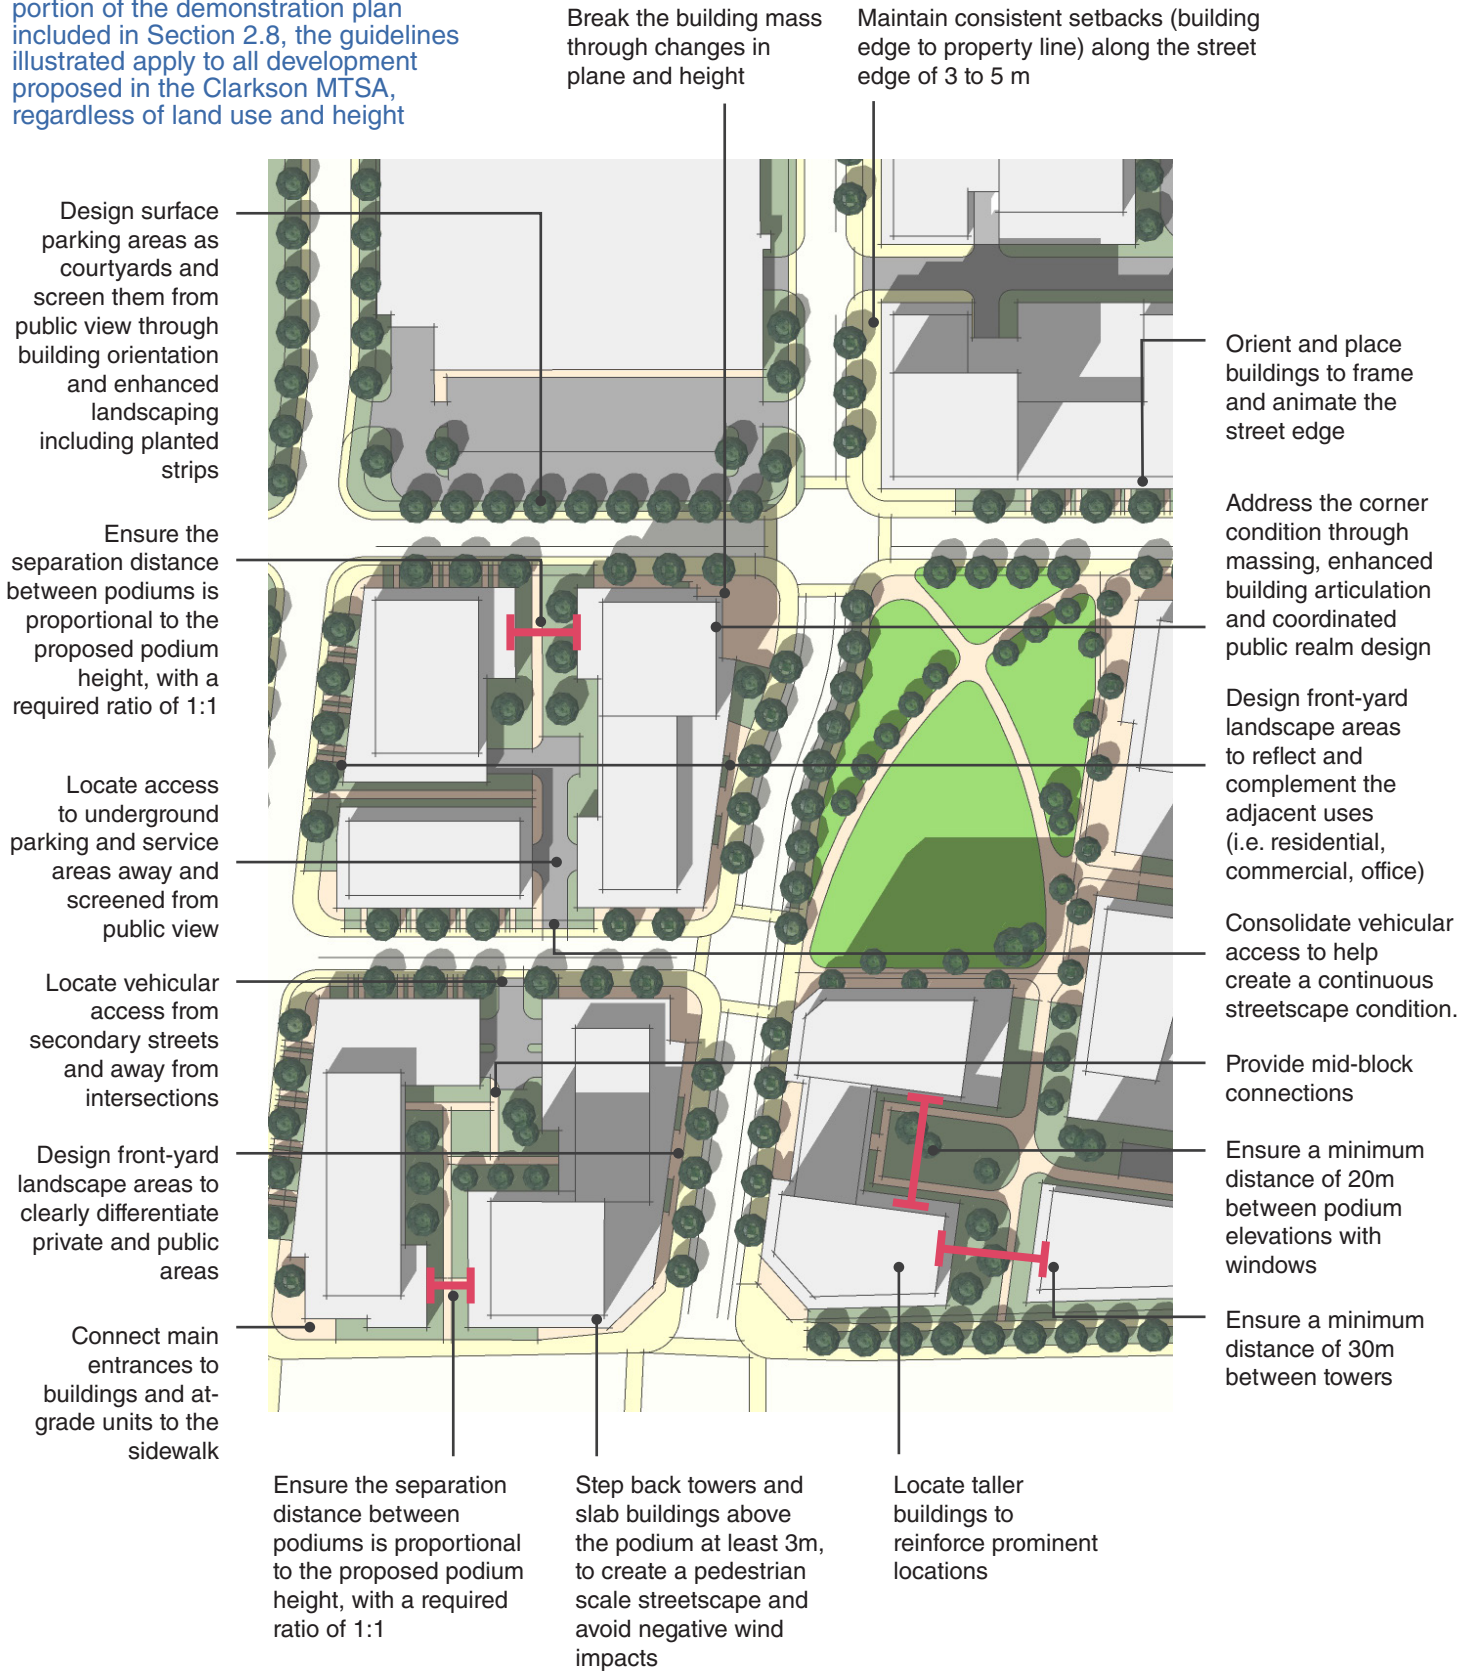 portion of the demonstration plan
included in Section 2.8, the guidelines
illustrated apply to all development
proposed in the Clarkson MTSA,
regardless of land use and height
Break the building mass
through changes in
plane and height
Maintain consistent setbacks (building
edge to property line) along the street
edge of 3 to 5 m
Design surface
parking areas as
courtyards and
screen them from
public view through
building orientation
and enhanced
landscaping
including planted
strips
Ensure the
separation distance
between podiums is
proportional to the
proposed podium
height, with a
required ratio of 1:1
Locate access
to underground
parking and service
areas away and
screened from
public view
Locate vehicular
access from
secondary streets
and away from
intersections
Design front-yard
landscape areas to
clearly differentiate
private and public
areas
Connect main
entrances to
buildings and at-
grade units to the
sidewalk
Orient and place
buildings to frame
and animate the
street edge
Address the corner
condition through
massing, enhanced
building articulation
and coordinated
public realm design
Design front-yard
landscape areas
to reflect and
complement the
adjacent uses
(i.e. residential,
commercial, office)
Consolidate vehicular
access to help
create a continuous
streetscape condition.
Provide mid-block
connections
Ensure a minimum
distance of 20m
between podium
elevations with
windows
Ensure a minimum
distance of 30m
between towers
Ensure the separation
distance between
podiums is proportional
to the proposed podium
height, with a required
ratio of 1:1
Step back towers and
slab buildings above
the podium at least 3m,
to create a pedestrian
scale streetscape and
avoid negative wind
impacts
Locate taller
buildings to
reinforce prominent
locations